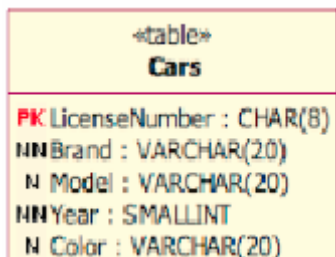 «table»
Cars
PK LicenseNumber : CHAR(8)
NN Brand : VARCHAR(20)
N Model : VARCHAR(20)
NN Year : SMALLINT
N Color : VARCHAR(20)